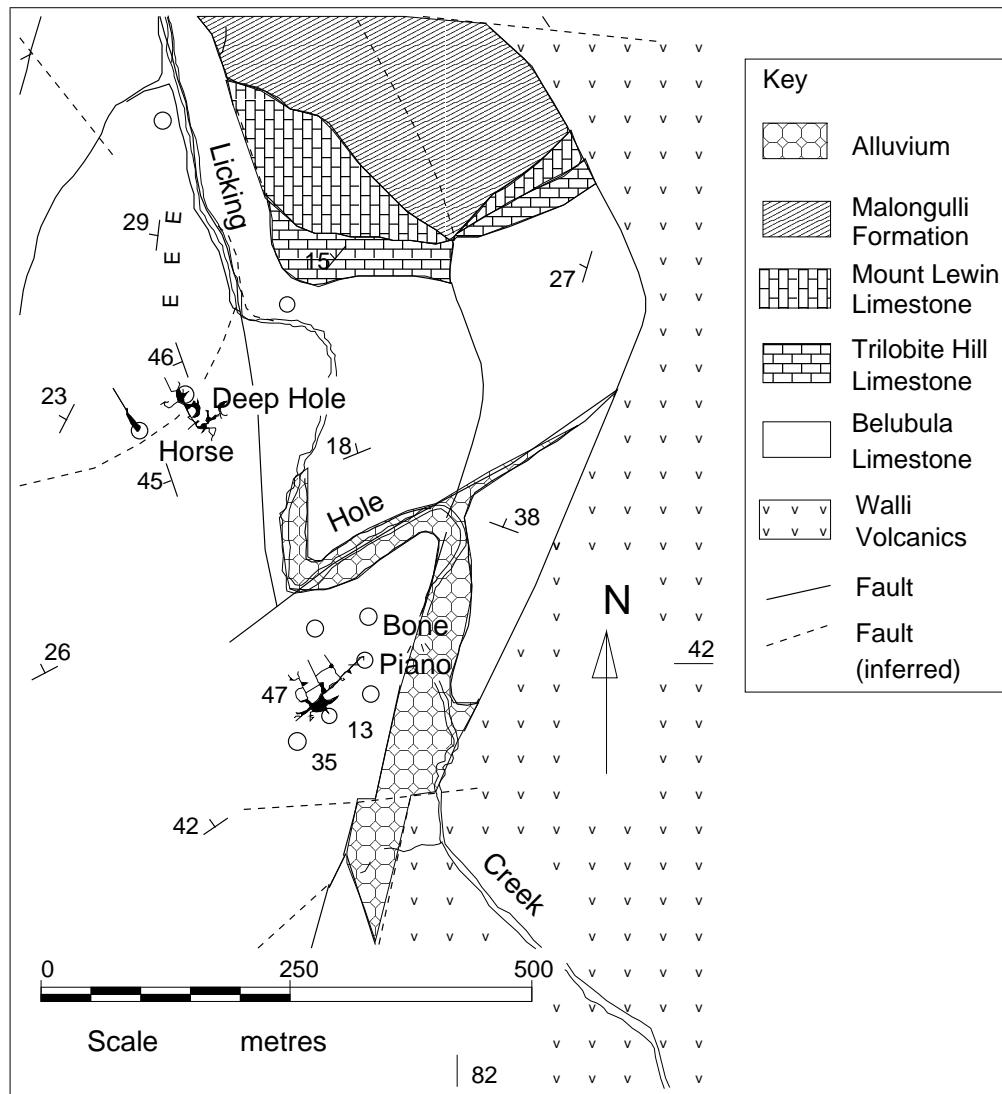 Key
Alluvium
Malongulli
Formation
Mount Lewin
Limestone
Trilobite Hill
Limestone
Belubula
Limestone
Walli
Volcanics
Fault
Fault
(inferred)
Licking
29
E E
E E
E E
15
27
46
23
Deep Hole
Horse
18
45
Hole
38
N
Bone
Piano
26
42
47
13
35
42
Creek
0 250 500
Scale metres
82